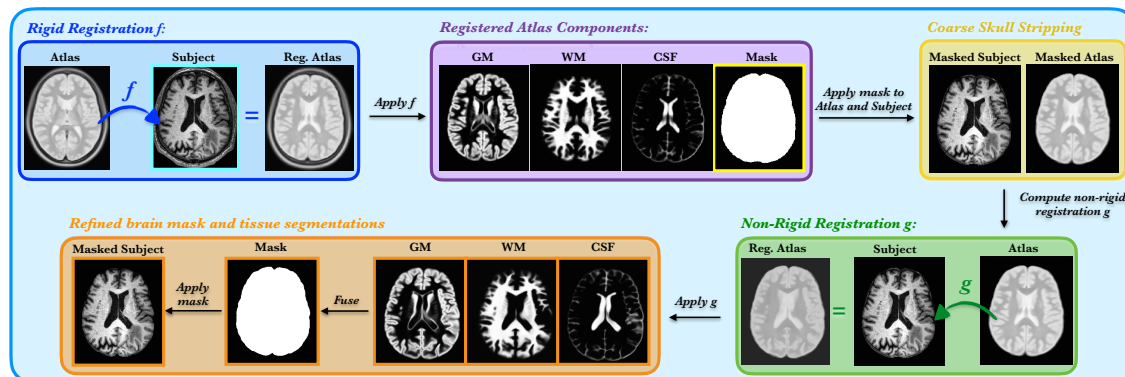 Rigid Registration f:
Atlas
Subject
Reg. Atlas
f
=
Apply f
Registered Atlas Components:
GM
WM
CSF
Mask
Apply mask to
Atlas and Subject
Coarse Skull Stripping
Masked Subject
Masked Atlas
Compute non-rigid
registration g
Non-Rigid Registration g:
Reg. Atlas
Subject
Atlas
=
g
Apply g
Refined brain mask and tissue segmentations
Masked Subject
Mask
GM
WM
CSF
Apply
mask
Fuse